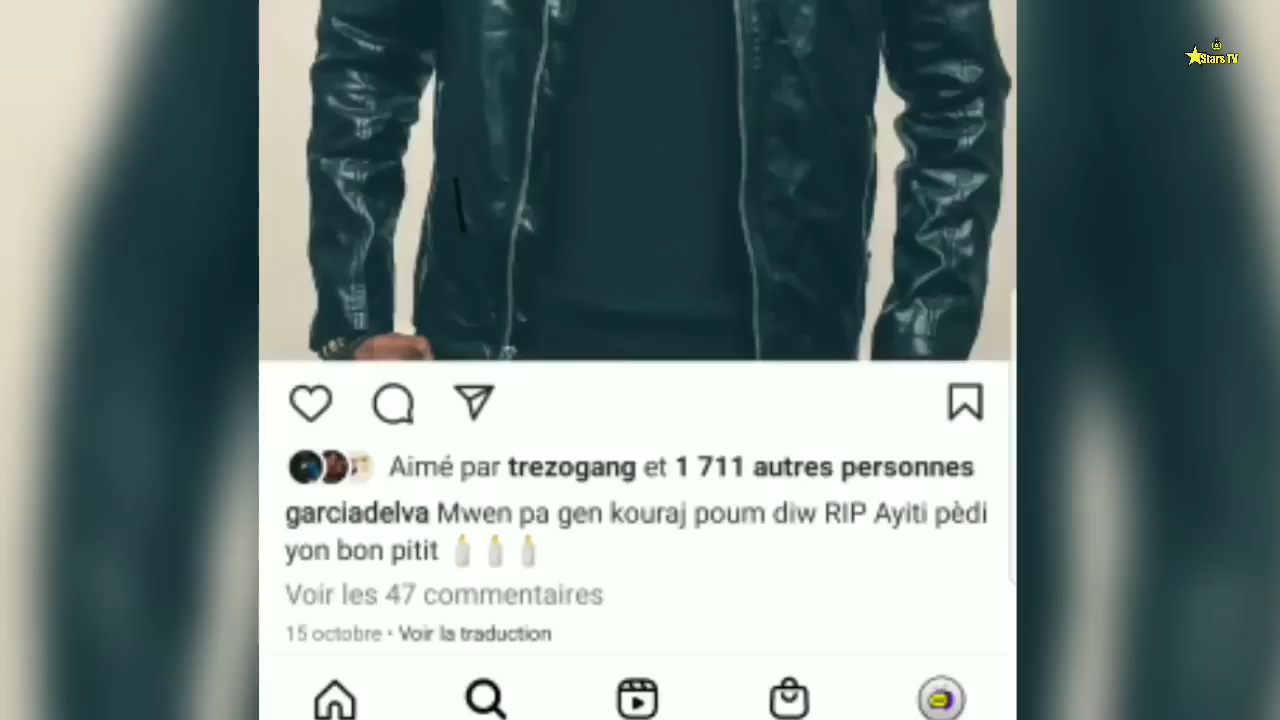 Stars TV
Aimé par trezogang et 1 711 autres personnes
garciadelva Mwen pa gen kouraj poum diw RIP Ayiti pèdi
yon bon pitit 🕯️ 🕯️ 🕯️
Voir les 47 commentaires
15 octobre • Voir la traduction